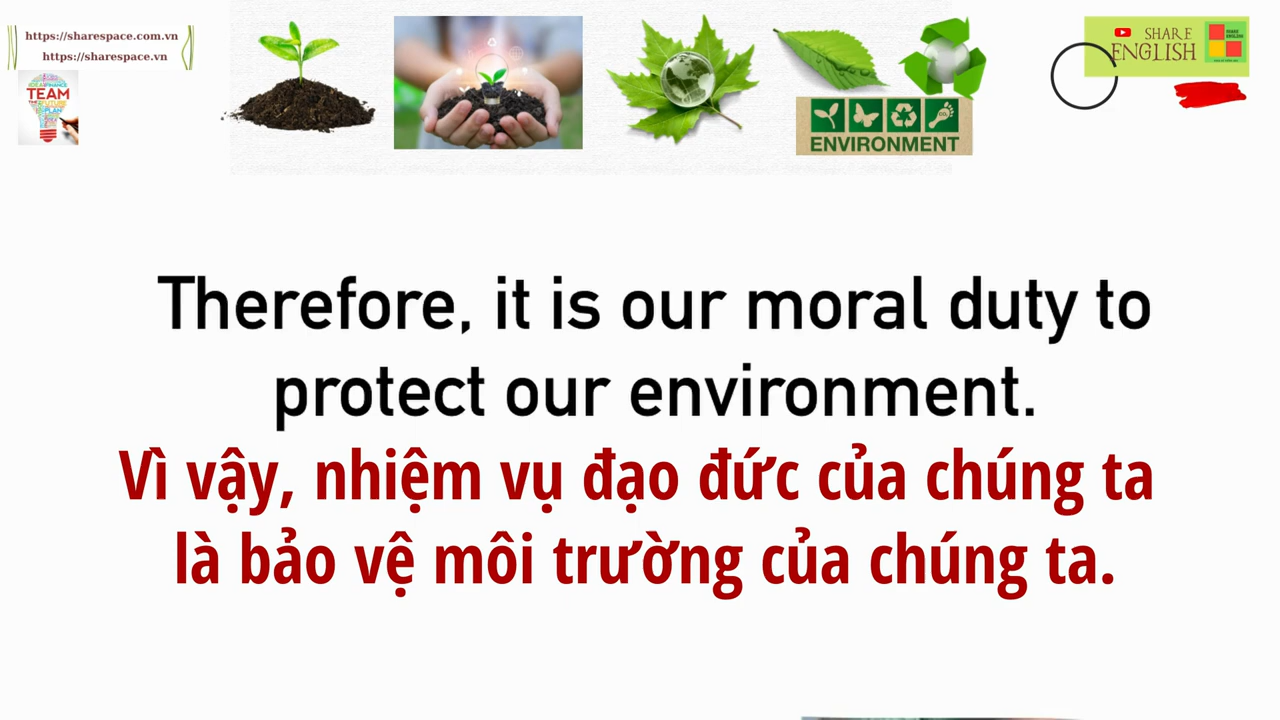 https://sharespace.com.vn
https://sharespace.vn
TEAM
PLAN
ENVIRONMENT
SHARE
ENGLISH
Therefore, it is our moral duty to
protect our environment.
Vì vậy, nhiệm vụ đạo đức của chúng ta
là bảo vệ môi trường của chúng ta.